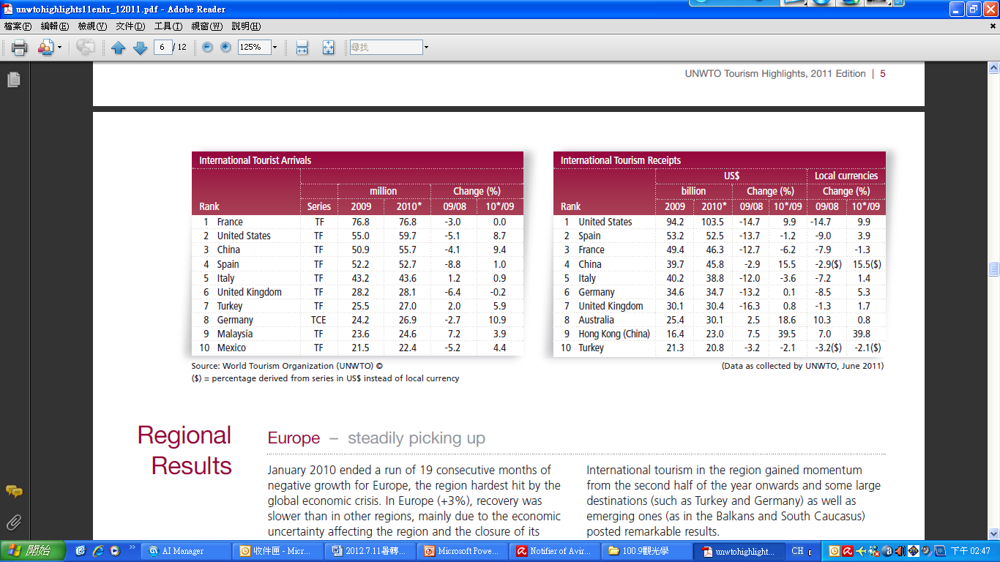 unwtohighlights11enhr_12011.pdf - Adobe Reader
檔案(F) 編輯(E) 檢視(V) 文件(D) 工具(T) 視窗(W) 說明(H)
6 / 12 125% 尋找
UNWTO Tourism Highlights, 2011 Edition | 5
International Tourist Arrivals
million Change (%)
Rank Series 2009 2010* 09/08 10*/09
1 France TF 76.8 76.8 -3.0 0.0
2 United States TF 55.0 59.7 -5.1 8.7
3 China TF 50.9 55.7 -4.1 9.4
4 Spain TF 52.2 52.7 -8.8 1.0
5 Italy TF 43.2 43.6 1.2 0.9
6 United Kingdom TF 28.2 28.1 -6.4 -0.2
7 Turkey TF 25.5 27.0 2.0 5.9
8 Germany TCE 24.2 26.9 -2.7 10.9
9 Malaysia TF 23.6 24.6 7.2 3.9
10 Mexico TF 21.5 22.4 -5.2 4.4
Source: World Tourism Organization (UNWTO) ©
($) = percentage derived from series in US$ instead of local currency
International Tourism Receipts
US$ Local currencies
billion Change (%) Change (%)
Rank 2009 2010* 09/08 10*/09 09/08 10*/09
1 United States 94.2 103.5 -14.7 9.9 -14.7 9.9
2 Spain 53.2 52.5 -13.7 -1.2 -9.0 3.9
3 France 49.4 46.3 -12.7 -6.2 -7.9 -1.3
4 China 39.7 45.8 -2.9 15.5 -2.9($) 15.5($)
5 Italy 40.2 38.8 -12.0 -3.6 -7.2 1.4
6 Germany 34.6 34.7 -13.2 0.1 -8.5 5.3
7 United Kingdom 30.1 30.4 -16.3 0.8 -1.3 1.7
8 Australia 25.4 30.1 2.5 18.6 10.3 0.8
9 Hong Kong (China) 16.4 23.0 7.5 39.5 7.0 39.8
10 Turkey 21.3 20.8 -3.2 -2.1 -3.2($) -2.1($)
(Data as collected by UNWTO, June 2011)
Regional
Results
Europe – steadily picking up
January 2010 ended a run of 19 consecutive months of
negative growth for Europe, the region hardest hit by the
global economic crisis. In Europe (+3%), recovery was
slower than in other regions, mainly due to the economic
uncertainty affecting the region and the closure of its
International tourism in the region gained momentum
from the second half of the year onwards and some large
destinations (such as Turkey and Germany) as well as
emerging ones (as in the Balkans and South Caucasus)
posted remarkable results.
開始 AI Manager 收件匣 - Micr... 2012.7.11暑轉... Microsoft Powe... Notifier of Avir... 100.9觀光學 unwtohighlight... CH 下午 02:47